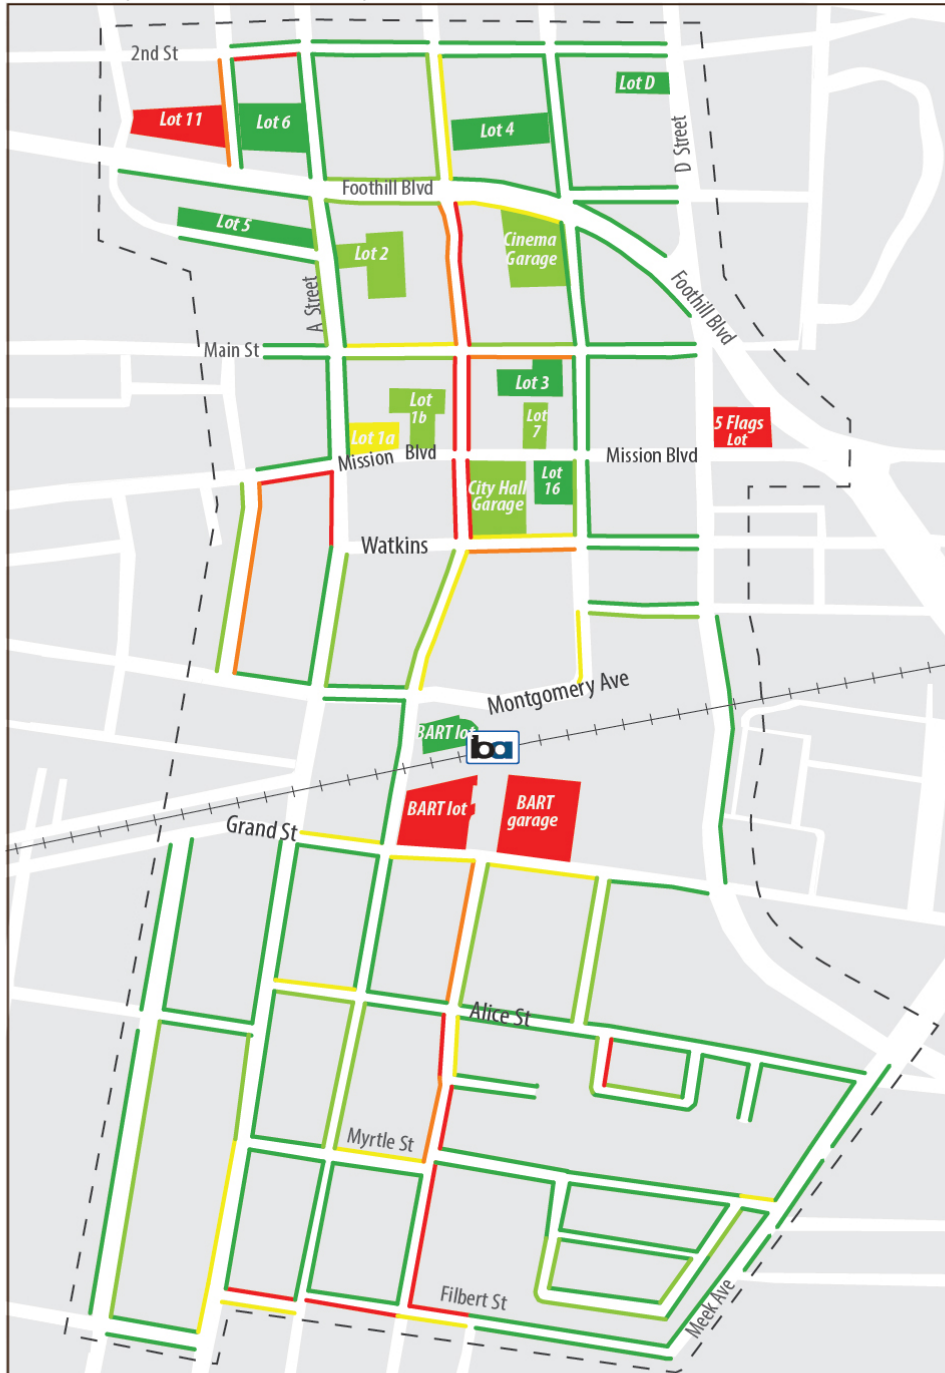 2nd St
Lot D
Lot 11
Lot 6
Lot 4
D Street
Foothill Blvd
Lot 5
Cinema
Garage
Lot 2
A Street
Foothill Blvd
Main St
Lot 3
Lot
1b
Lot
7
5 Flags
Lot
Lot 1a
Mission Blvd
Mission Blvd
City Hall
Garage
Lot
16
Watkins
Montgomery Ave
BART lot
ba
BART lot
BART
garage
Grand St
Alice St
Myrtle St
Filbert St
Meek Ave